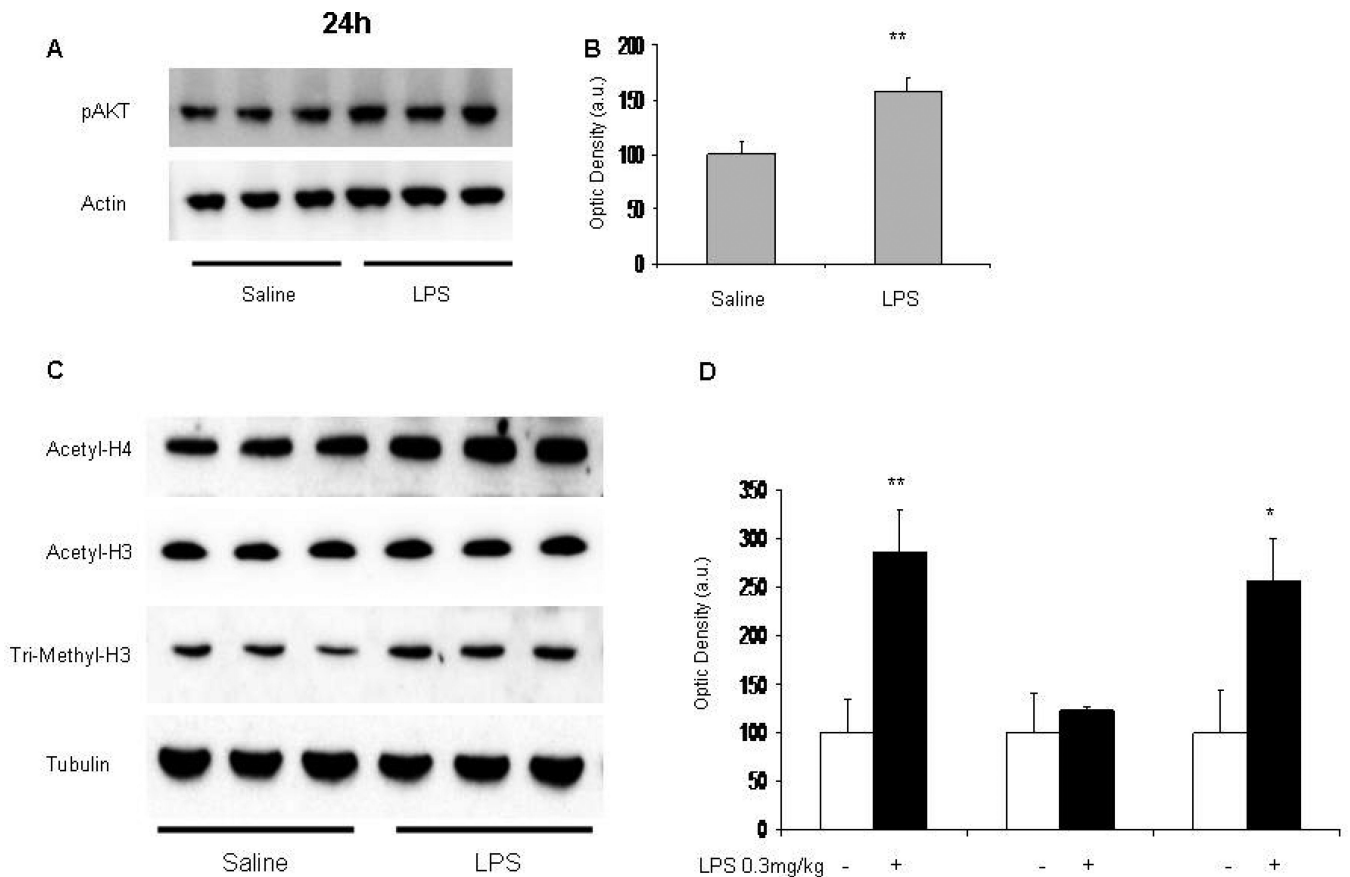 24h
A
pAKT
Actin
Saline LPS
B
**
Optic Density (a.u.)
200
150
100
50
0
Saline LPS
C
Acetyl-H4
Acetyl-H3
Tri-Methyl-H3
Tubulin
Saline LPS
D
** *
Optic Density (a.u.)
350
300
250
200
150
100
50
0
LPS 0.3mg/kg - + - + - +